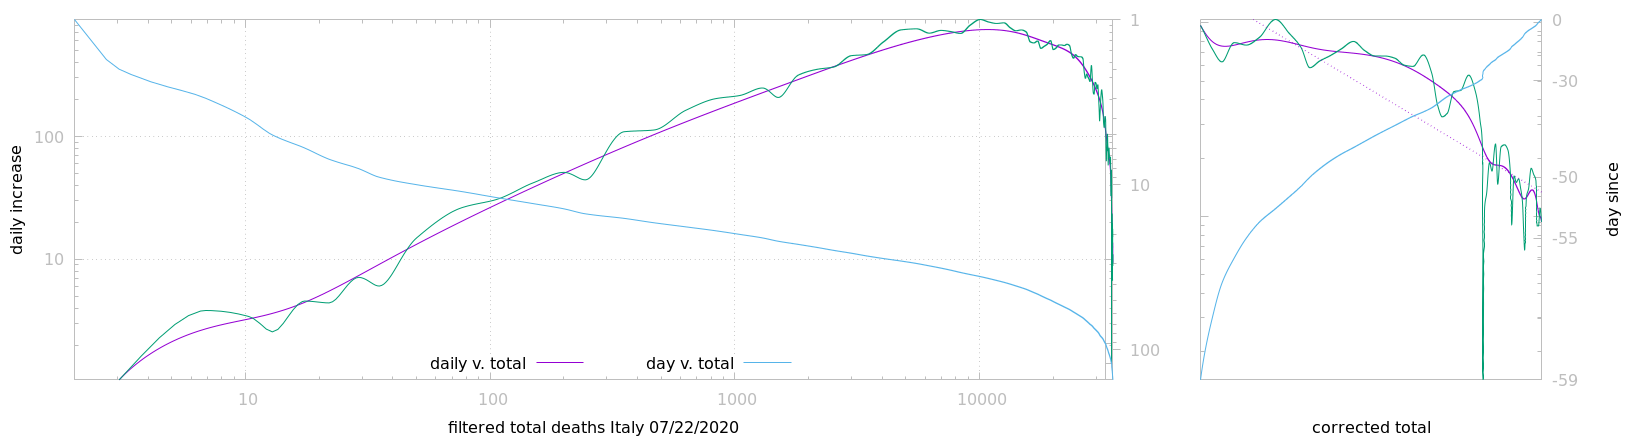 daily increase
100
10
daily v. total
day v. total
10
100
1000
10000
filtered total deaths Italy 07/22/2020
1
10
100
0
-30
-50
-55
-59
day since
corrected total